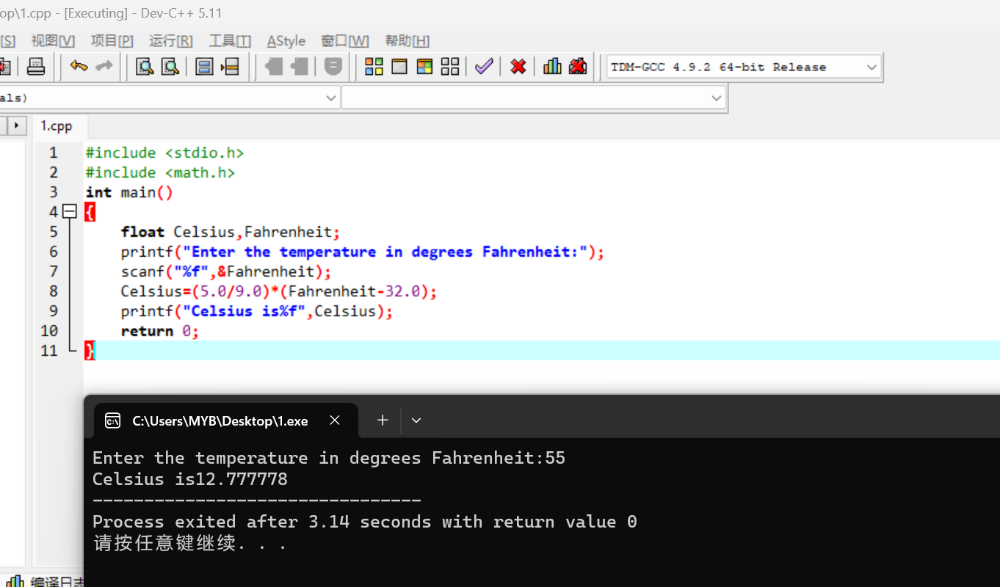 op\1.cpp - [Executing] - Dev-C++ 5.11
[S] 视图[V] 项目[P] 运行[R] 工具[T] AStyle 窗口[W] 帮助[H]
TDM-GCC 4.9.2 64-bit Release
als)
1.cpp
1 #include <stdio.h>
2 #include <math.h>
3 int main()
4 {
5 float Celsius,Fahrenheit;
6 printf("Enter the temperature in degrees Fahrenheit:");
7 scanf("%f",&Fahrenheit);
8 Celsius=(5.0/9.0)*(Fahrenheit-32.0);
9 printf("Celsius is%f",Celsius);
10 return 0;
11 }
C:\Users\MYB\Desktop\1.exe
Enter the temperature in degrees Fahrenheit:55
Celsius is12.777778
--------------------------------
Process exited after 3.14 seconds with return value 0
请按任意键继续. . .
编译日志